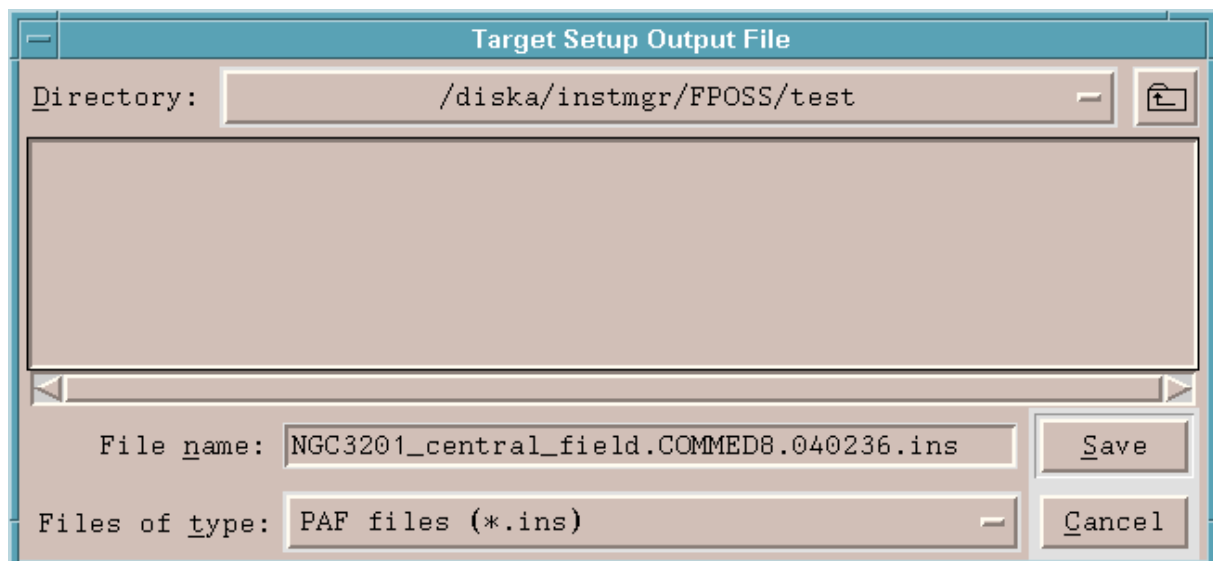 Target Setup Output File
Directory: /diska/instmgr/FPOSS/test
File name: NGC3201_central_field.COMMED8.040236.ins Save
Files of type: PAF files (*.ins) Cancel